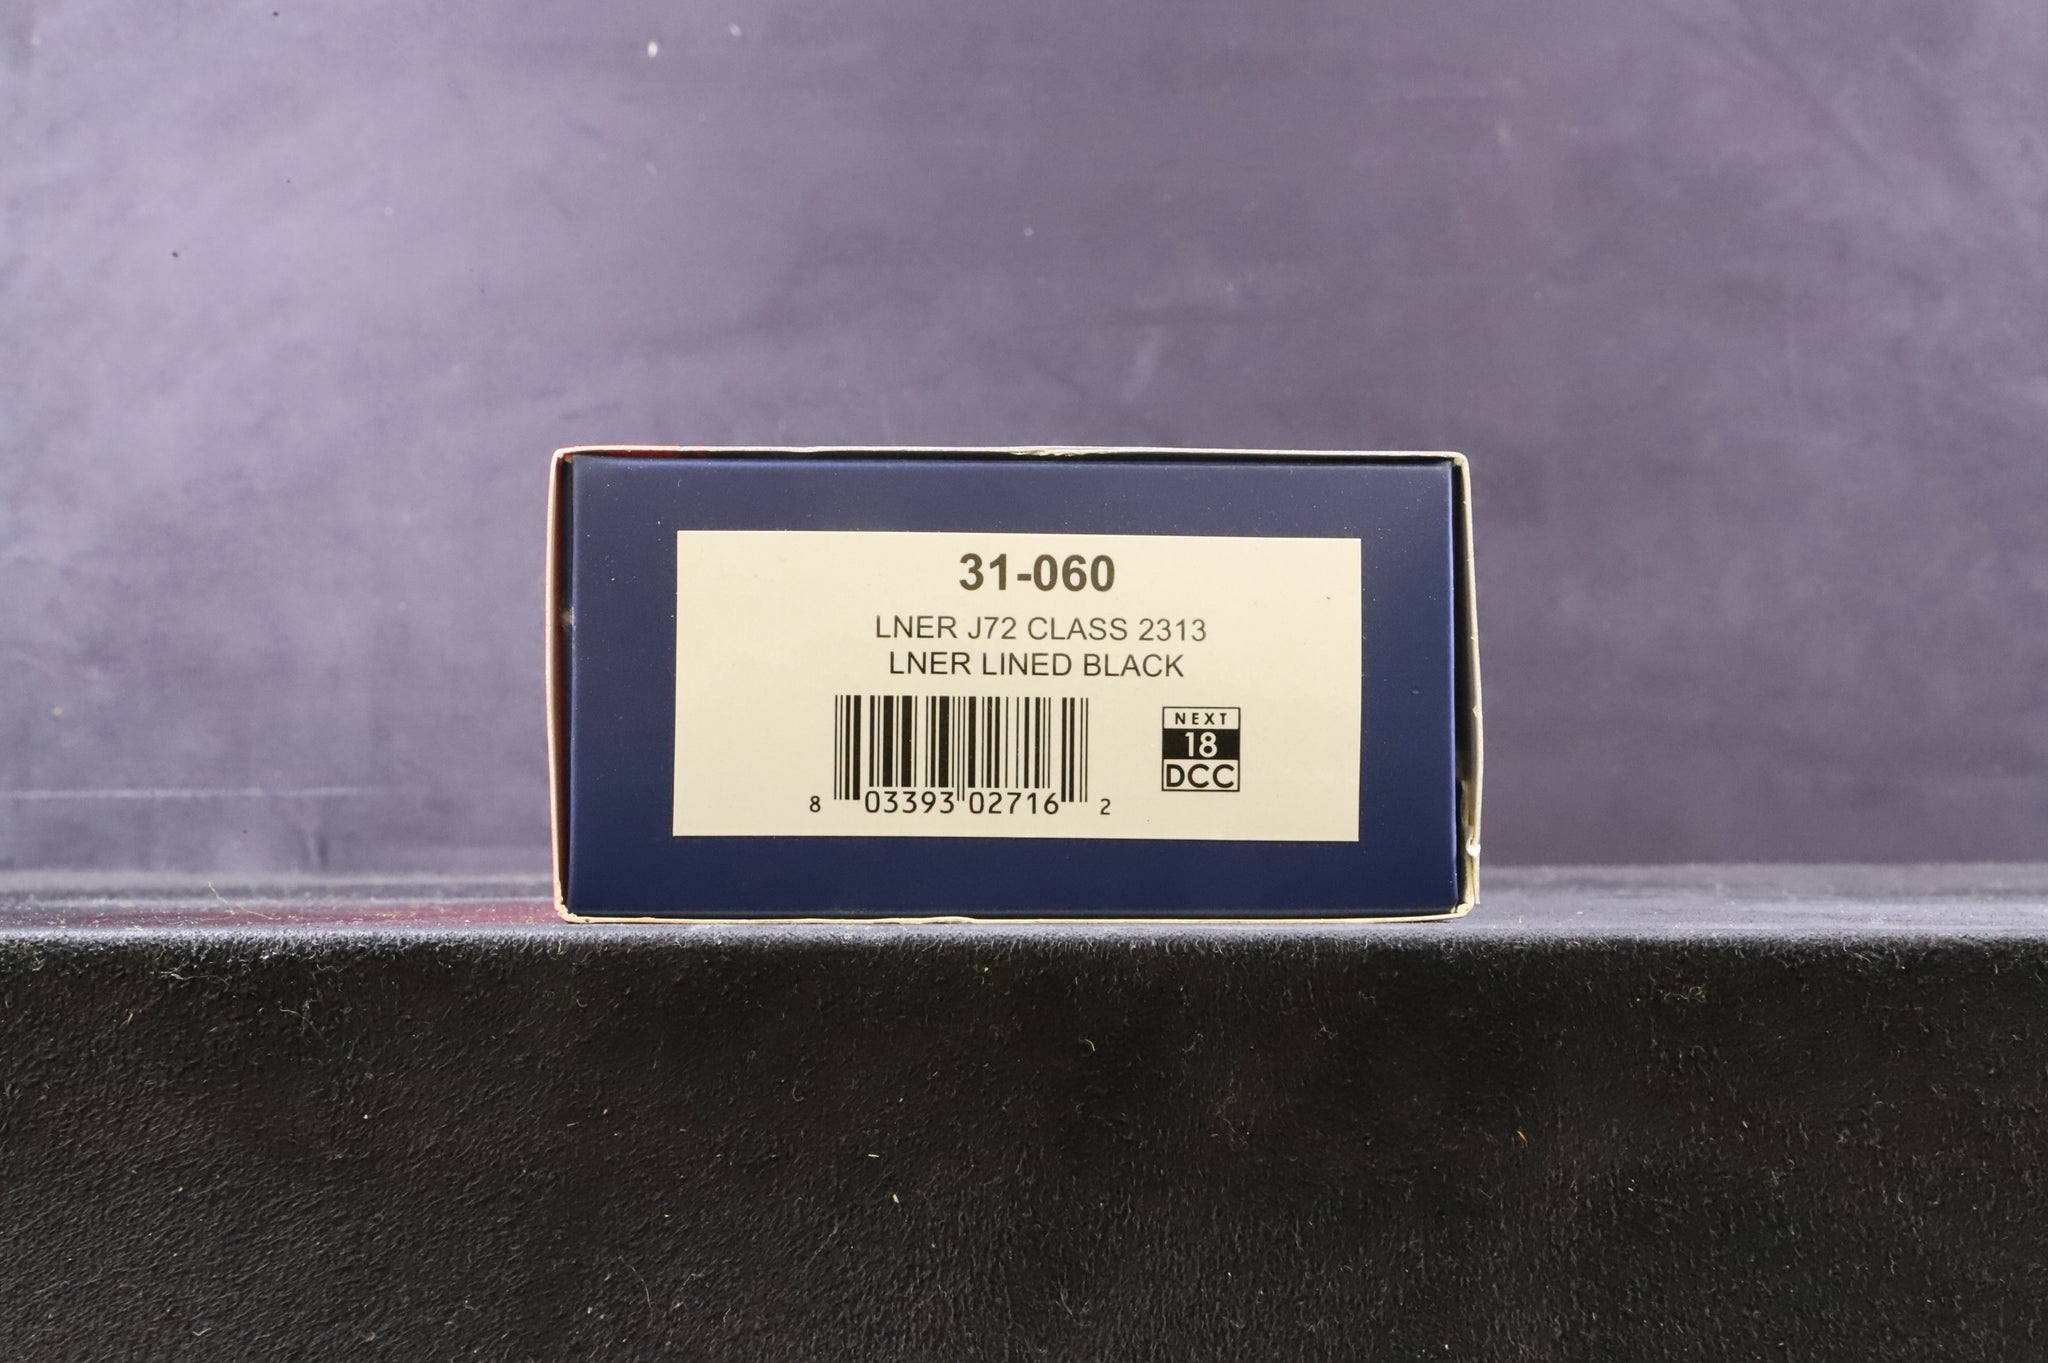 31-060
LNER J72 CLASS 2313
LNER LINED BLACK
8 03393 02716 2
NEXT
18
DCC